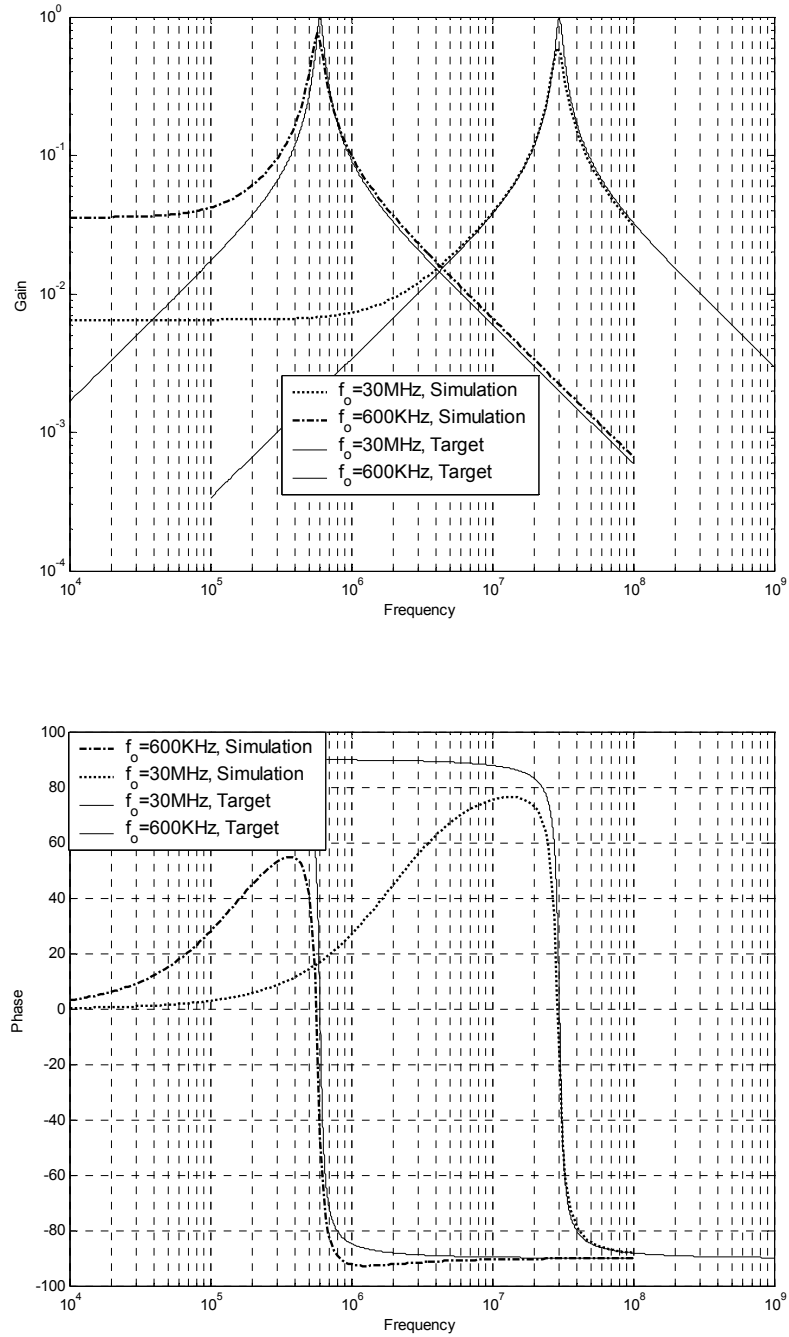 10^0
10^-1
10^-2
10^-3
10^-4
Gain
f_o=30MHz, Simulation
f_o=600KHz, Simulation
f_o=30MHz, Target
f_o=600KHz, Target
10^4 10^5 10^6 10^7 10^8 10^9
Frequency
100
80
60
40
20
0
-20
-40
-60
-80
-100
Phase
f_o=600KHz, Simulation
f_o=30MHz, Simulation
f_o=30MHz, Target
f_o=600KHz, Target
10^4 10^5 10^6 10^7 10^8 10^9
Frequency